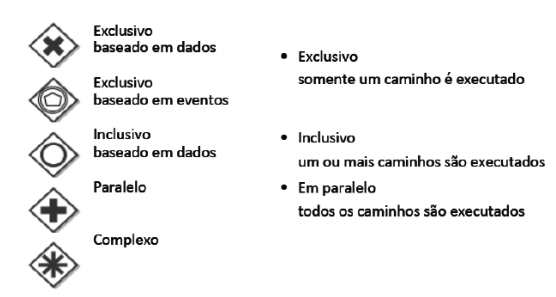 Exclusivo
baseado em dados
Exclusivo
baseado em eventos
Inclusivo
baseado em dados
Paralelo
Complexo
• Exclusivo
somente um caminho é executado
• Inclusivo
um ou mais caminhos são executados
• Em paralelo
todos os caminhos são executados